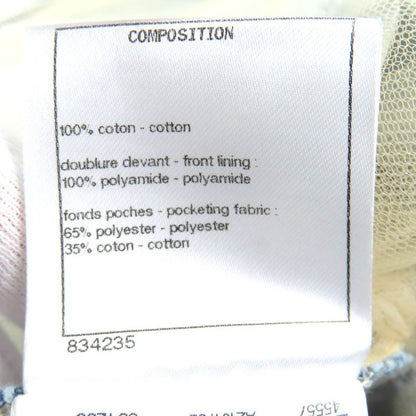 COMPOSITION
100% coton - cotton
doublure devant - front lining :
100% polyamide - polyamide
fonds poches - pocketing fabric :
65% polyester - polyester
35% coton - cotton
834235